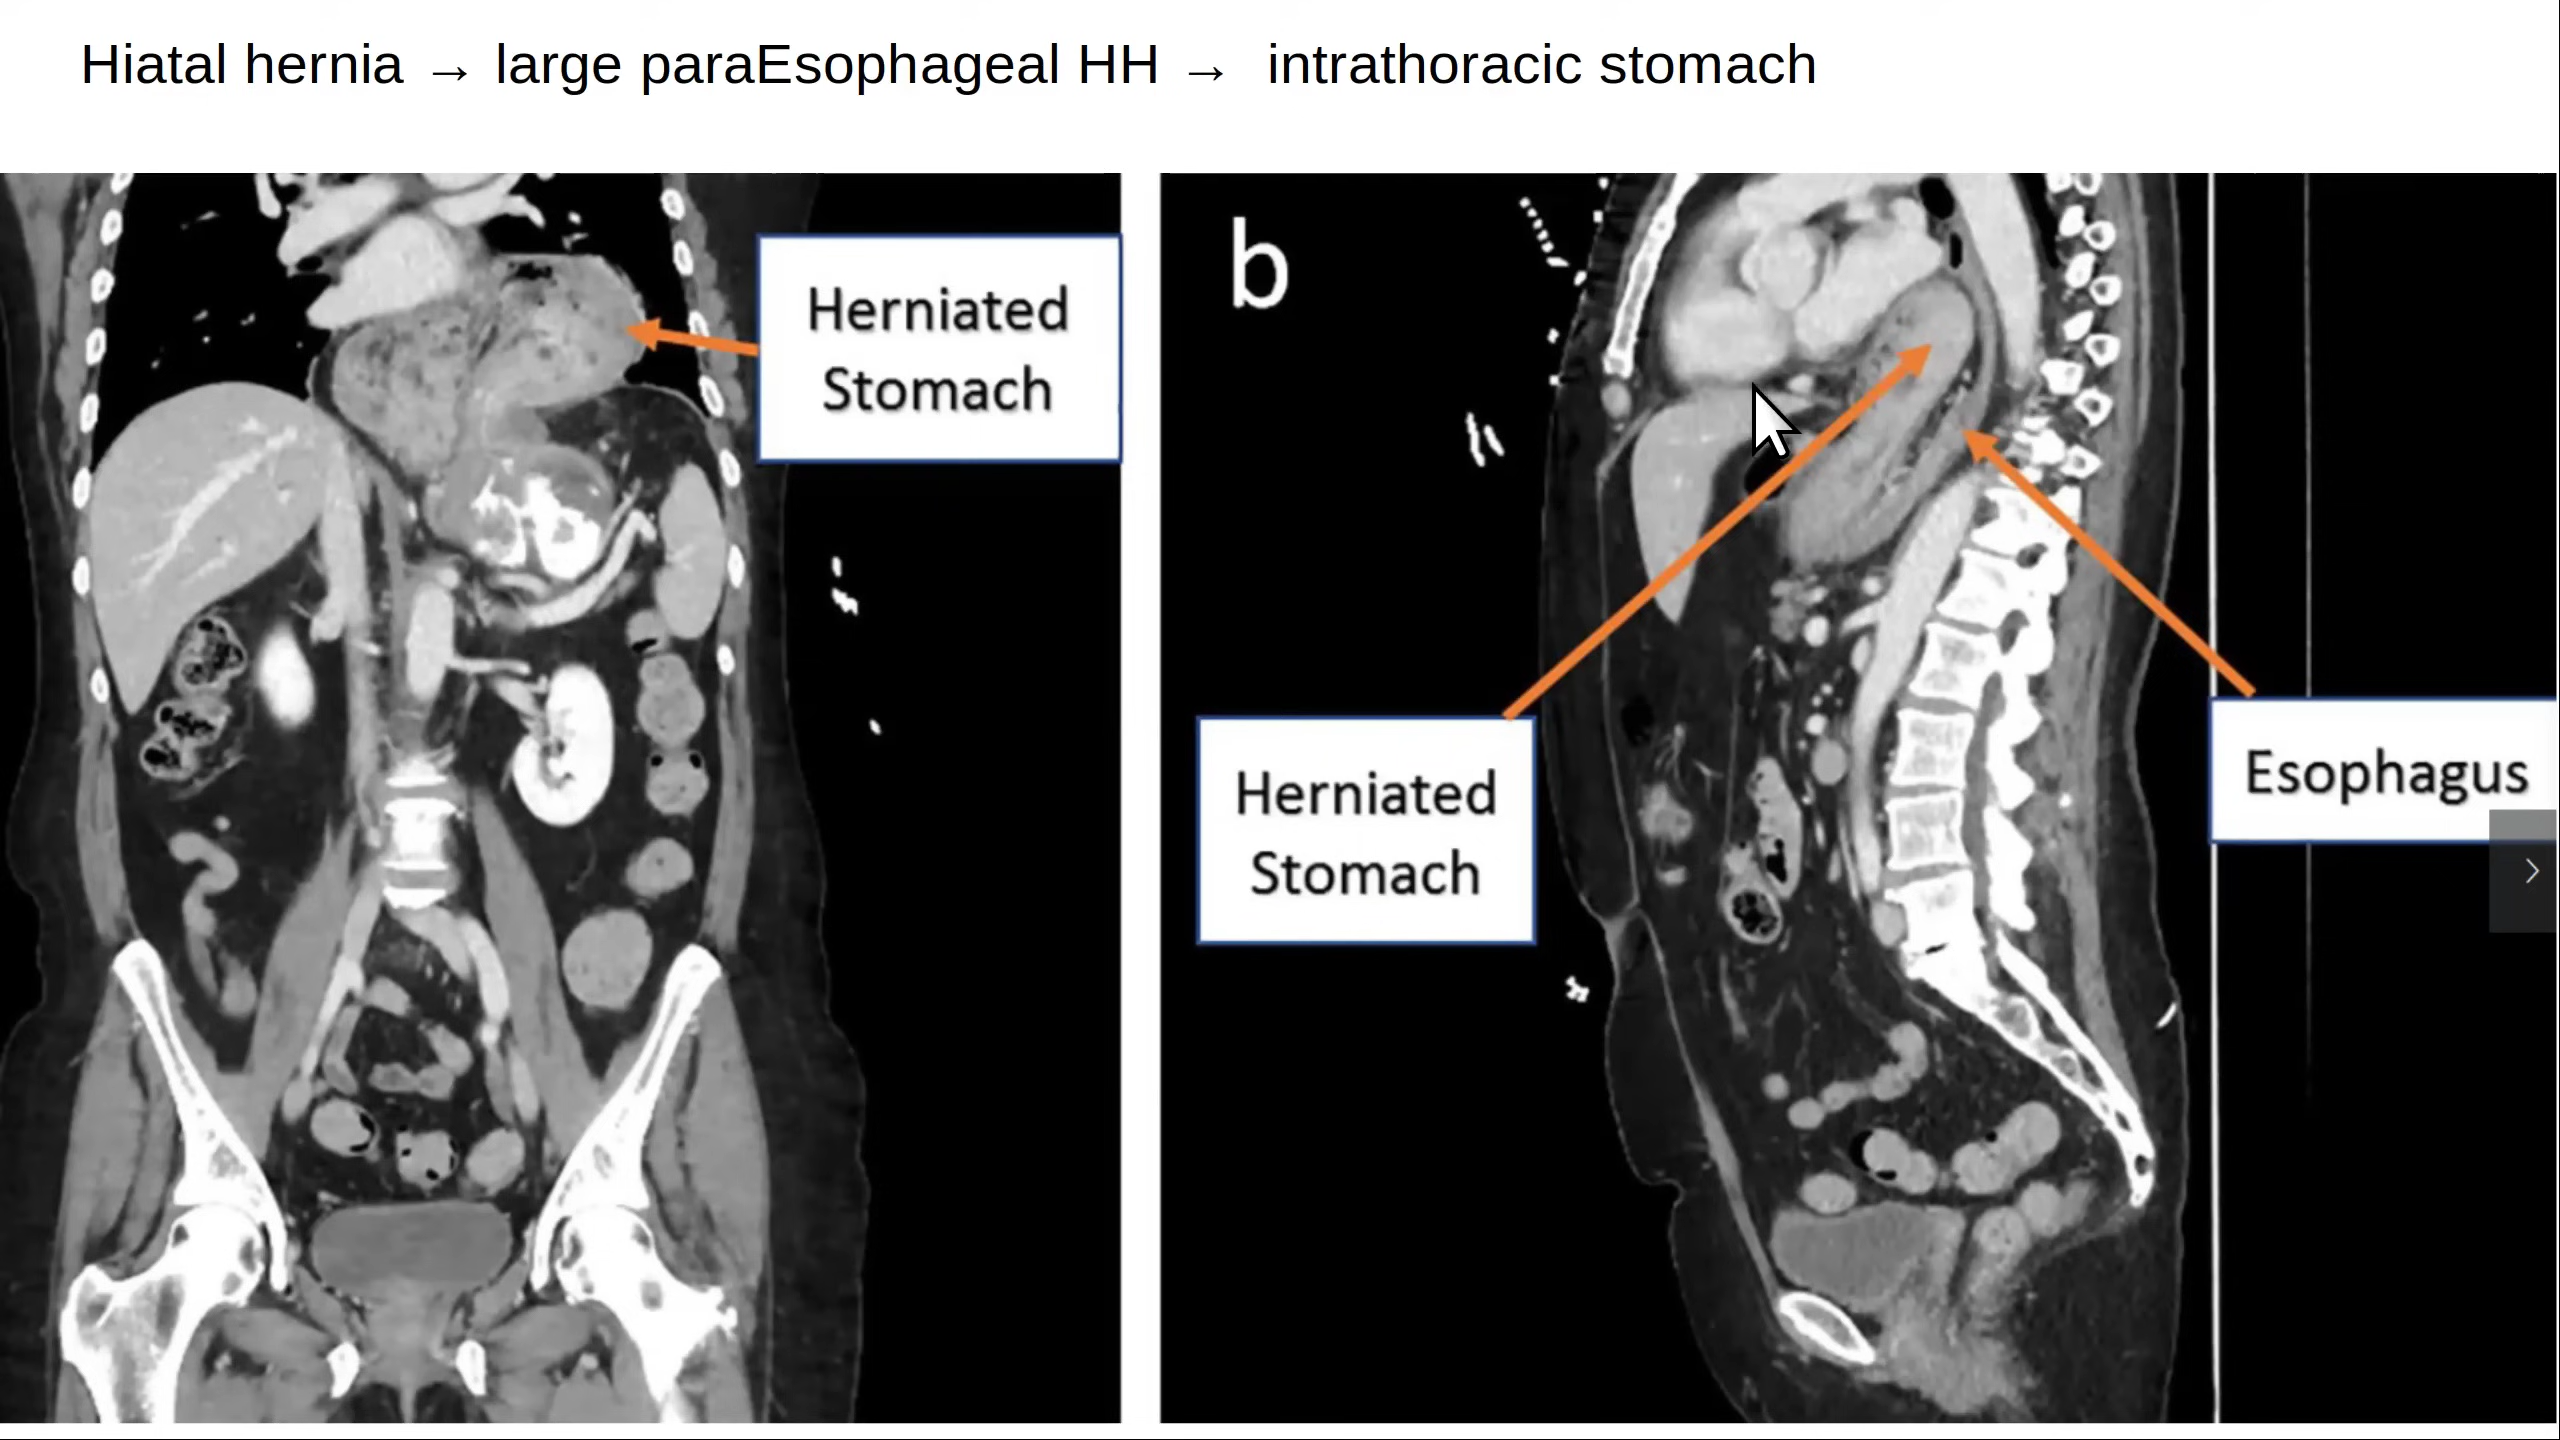 Hiatal hernia → large paraEsophageal HH → intrathoracic stomach
Herniated
Stomach
b
Herniated
Stomach
Esophagus